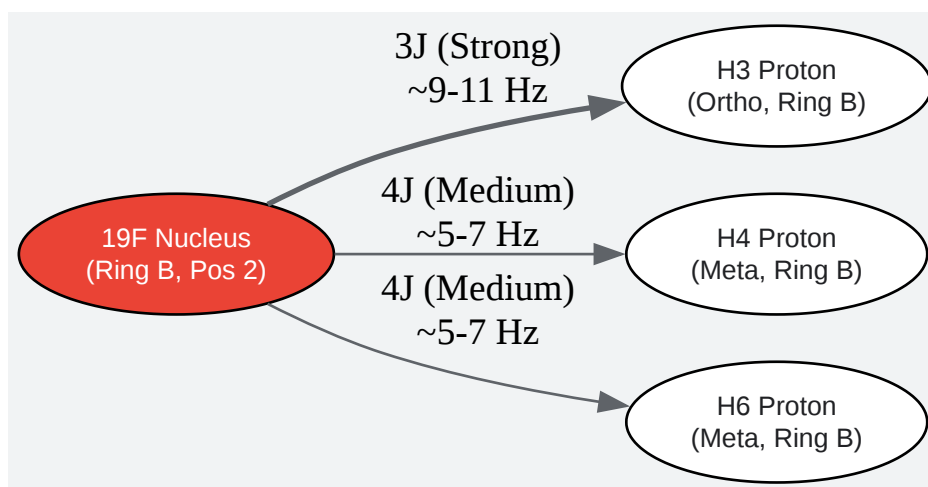 3J (Strong)
~9-11 Hz
H3 Proton
(Ortho, Ring B)
19F Nucleus
(Ring B, Pos 2)
4J (Medium)
~5-7 Hz
H4 Proton
(Meta, Ring B)
4J (Medium)
~5-7 Hz
H6 Proton
(Meta, Ring B)